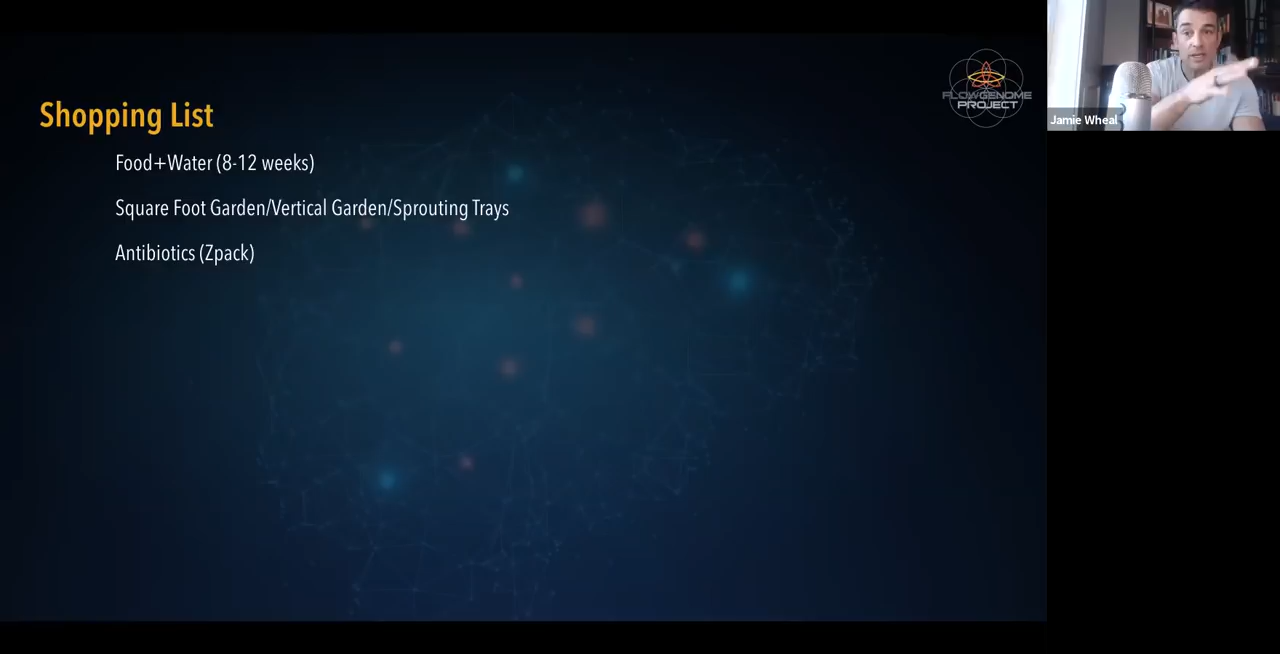 Shopping List
Food+Water (8-12 weeks)
Square Foot Garden/Vertical Garden/Sprouting Trays
Antibiotics (Zpack)
FLOWGENOME
PROJECT
Jamie Wheal